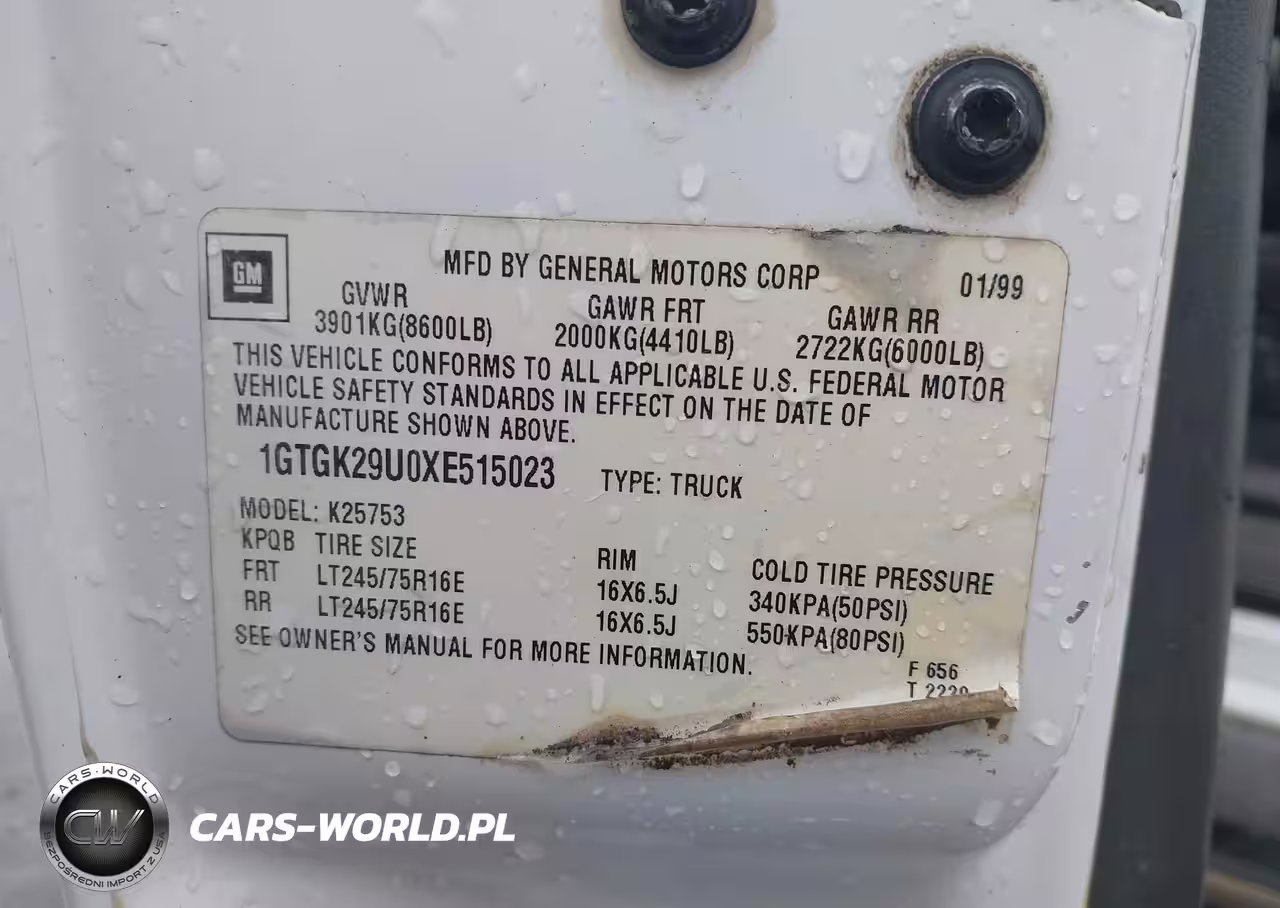 GM
MFD BY GENERAL MOTORS CORP 01/99
GVWR GAWR FRT GAWR RR
3901KG(8600LB) 2000KG(4410LB) 2722KG(6000LB)
THIS VEHICLE CONFORMS TO ALL APPLICABLE U.S. FEDERAL MOTOR
VEHICLE SAFETY STANDARDS IN EFFECT ON THE DATE OF
MANUFACTURE SHOWN ABOVE.
1GTGK29U0XE515023 TYPE: TRUCK
MODEL: K25753
KPQB TIRE SIZE RIM COLD TIRE PRESSURE
FRT LT245/75R16E 16X6.5J 340KPA(50PSI)
RR LT245/75R16E 16X6.5J 550KPA(80PSI)
SEE OWNER'S MANUAL FOR MORE INFORMATION.
F 656
T 2220
CARS-WORLD
CW
BEZPOŚREDNI IMPORT Z USA
CARS-WORLD.PL